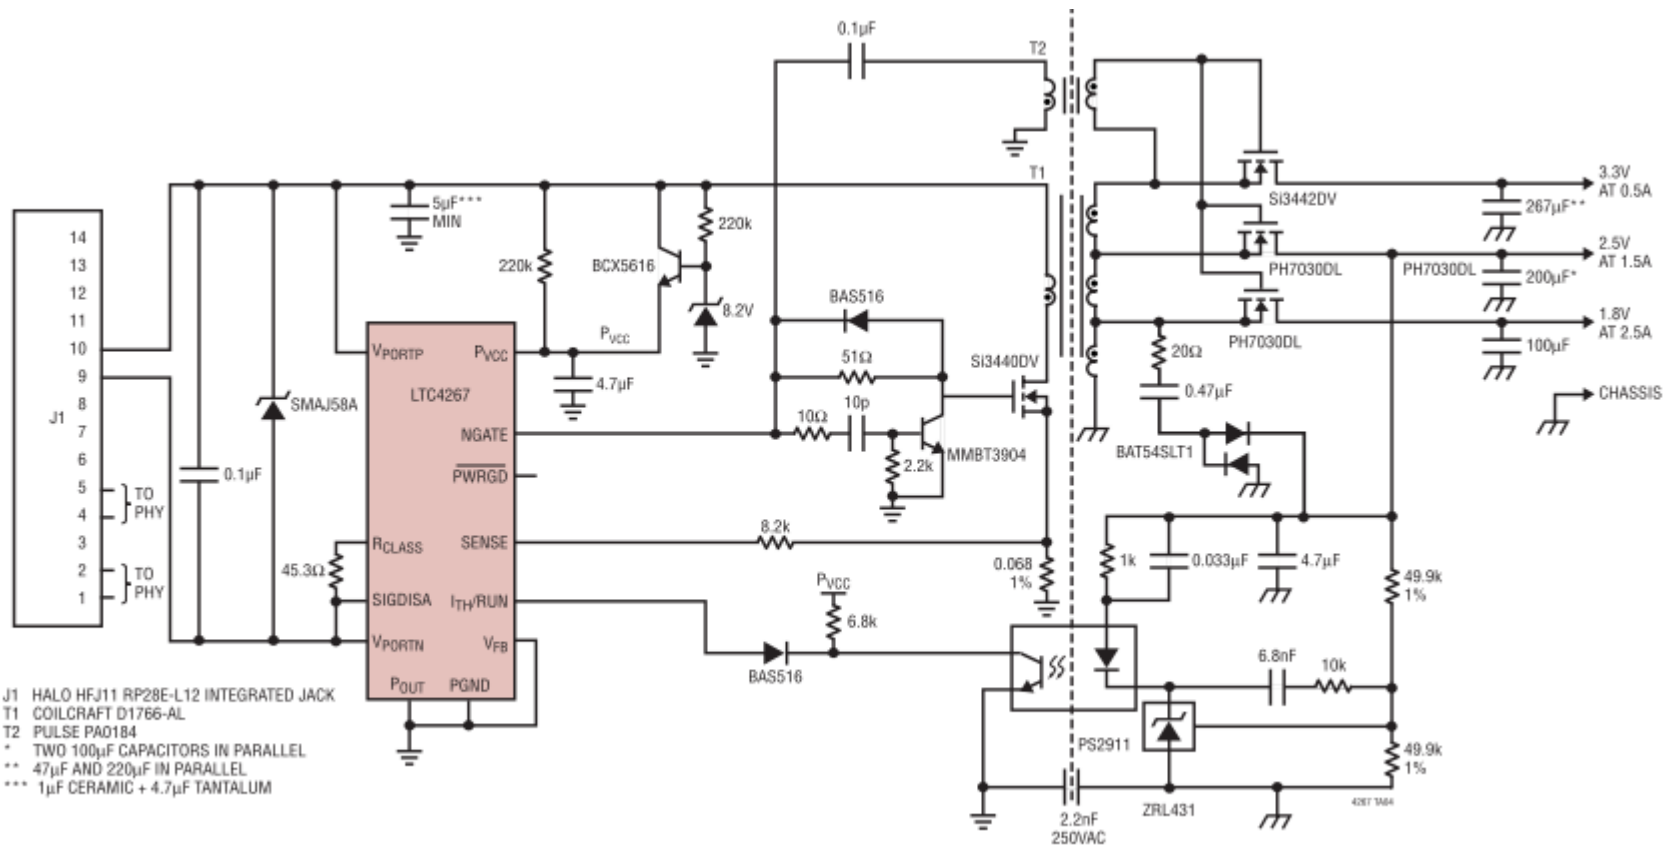 0.1µF
T2
T1
3.3V
AT 0.5A
Si3442DV
267µF**
5µF***
MIN
220k
220k
BCX5616
8.2V
PH7030DL
PH7030DL
2.5V
AT 1.5A
200µF*
BAS516
1.8V
AT 2.5A
PH7030DL
100µF
14
13
12
11
10
9
8
7
6
5
4
3
2
1
J1
TO
PHY
TO
PHY
0.1µF
SMAJ58A
45.3Ω
VPORTP
PVCC
LTC4267
NGATE
PWRGD
RCLASS
SENSE
SIGDISA
ITH/RUN
VPORTN
VFB
POUT
PGND
PVCC
4.7µF
51Ω
10Ω
10p
2.2k
MMBT3904
Si3440DV
20Ω
0.47µF
BAT54SLT1
CHASSIS
8.2k
0.068
1%
PVCC
6.8k
BAS516
1k
0.033µF
4.7µF
49.9k
1%
6.8nF
10k
PS2911
49.9k
1%
ZRL431
2.2nF
250VAC
4267 TA04
J1 HALO HFJ11 RP28E-L12 INTEGRATED JACK
T1 COILCRAFT D1766-AL
T2 PULSE PA0184
* TWO 100µF CAPACITORS IN PARALLEL
** 47µF AND 220µF IN PARALLEL
*** 1µF CERAMIC + 4.7µF TANTALUM